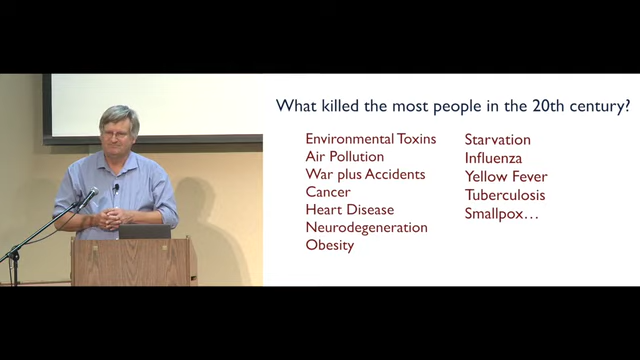 What killed the most people in the 20th century?
Environmental Toxins
Air Pollution
War plus Accidents
Cancer
Heart Disease
Neurodegeneration
Obesity
Starvation
Influenza
Yellow Fever
Tuberculosis
Smallpox…